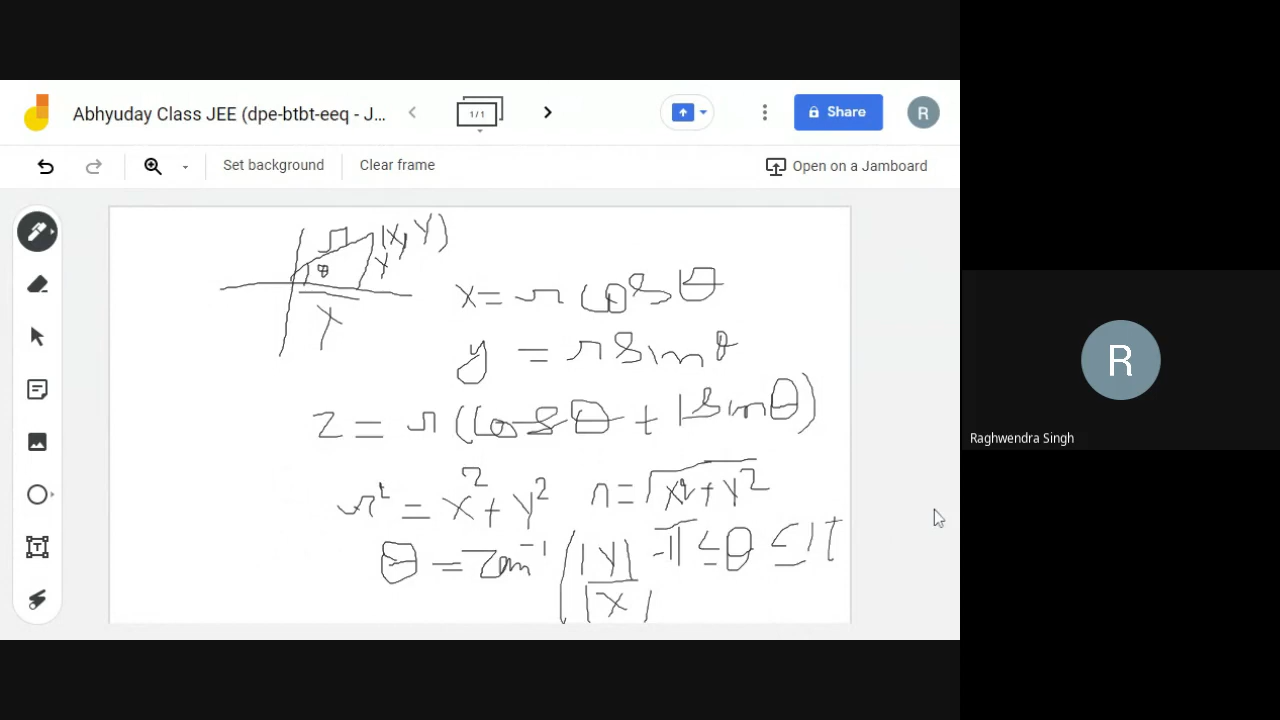 Abhyuday Class JEE (dpe-btbt-eeq - J...
1/1
Share
R
Set background
Clear frame
Open on a Jamboard
(x, y)
r
θ
y
x
x = r cos θ
y = r sin θ
z = r (cos θ + i sin θ)
r² = x² + y² r = √x² + y²
θ = tan⁻¹ (|y|/|x| -π ≤ θ ≤ π
R
Raghwendra Singh